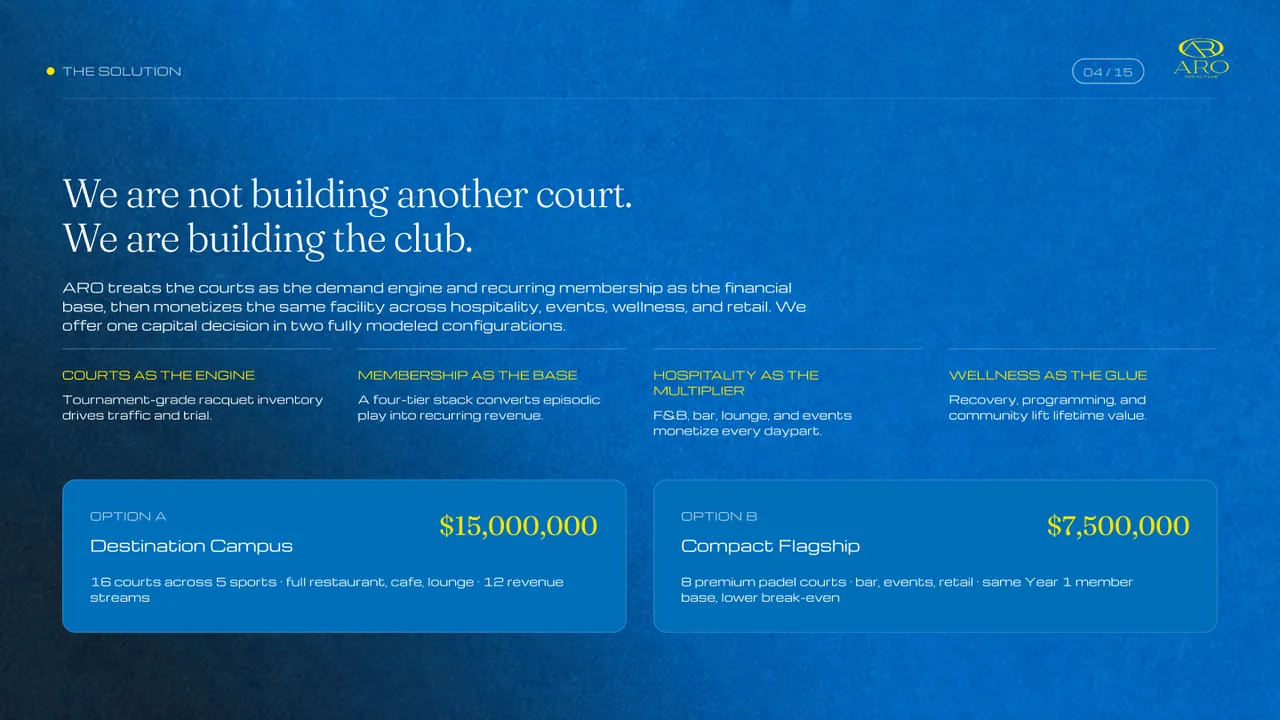 THE SOLUTION
04 / 15
ARO
We are not building another court.
We are building the club.
ARO treats the courts as the demand engine and recurring membership as the financial
base, then monetizes the same facility across hospitality, events, wellness, and retail. We
offer one capital decision in two fully modeled configurations.
COURTS AS THE ENGINE
Tournament-grade racquet inventory
drives traffic and trial.
MEMBERSHIP AS THE BASE
A four-tier stack converts episodic
play into recurring revenue.
HOSPITALITY AS THE
MULTIPLIER
F&B, bar, lounge, and events
monetize every daypart.
WELLNESS AS THE GLUE
Recovery, programming, and
community lift lifetime value.
OPTION A
$15,000,000
Destination Campus
16 courts across 5 sports · full restaurant, cafe, lounge · 12 revenue
streams
OPTION B
$7,500,000
Compact Flagship
8 premium padel courts · bar, events, retail · same Year 1 member
base, lower break-even